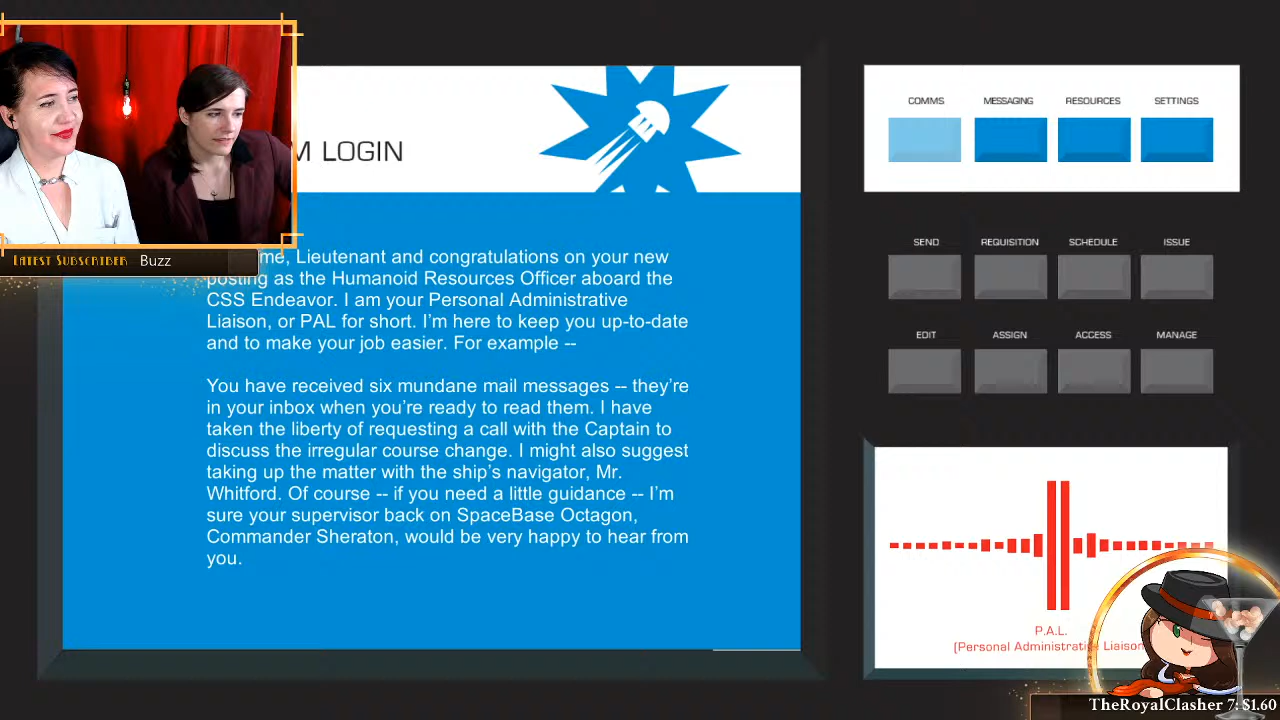 M LOGIN
LATEST SUBSCRIBER Buzz
me, Lieutenant and congratulations on your new
posting as the Humanoid Resources Officer aboard the
CSS Endeavor. I am your Personal Administrative
Liaison, or PAL for short. I'm here to keep you up-to-date
and to make your job easier. For example --
You have received six mundane mail messages -- they're
in your inbox when you're ready to read them. I have
taken the liberty of requesting a call with the Captain to
discuss the irregular course change. I might also suggest
taking up the matter with the ship's navigator, Mr.
Whitford. Of course -- if you need a little guidance -- I'm
sure your supervisor back on SpaceBase Octagon,
Commander Sheraton, would be very happy to hear from
you.
COMMS MESSAGING RESOURCES SETTINGS
SEND REQUISITION SCHEDULE ISSUE
EDIT ASSIGN ACCESS MANAGE
P.A.L.
(Personal Administrative Liaison
TheRoyalClasher 7: $1.60